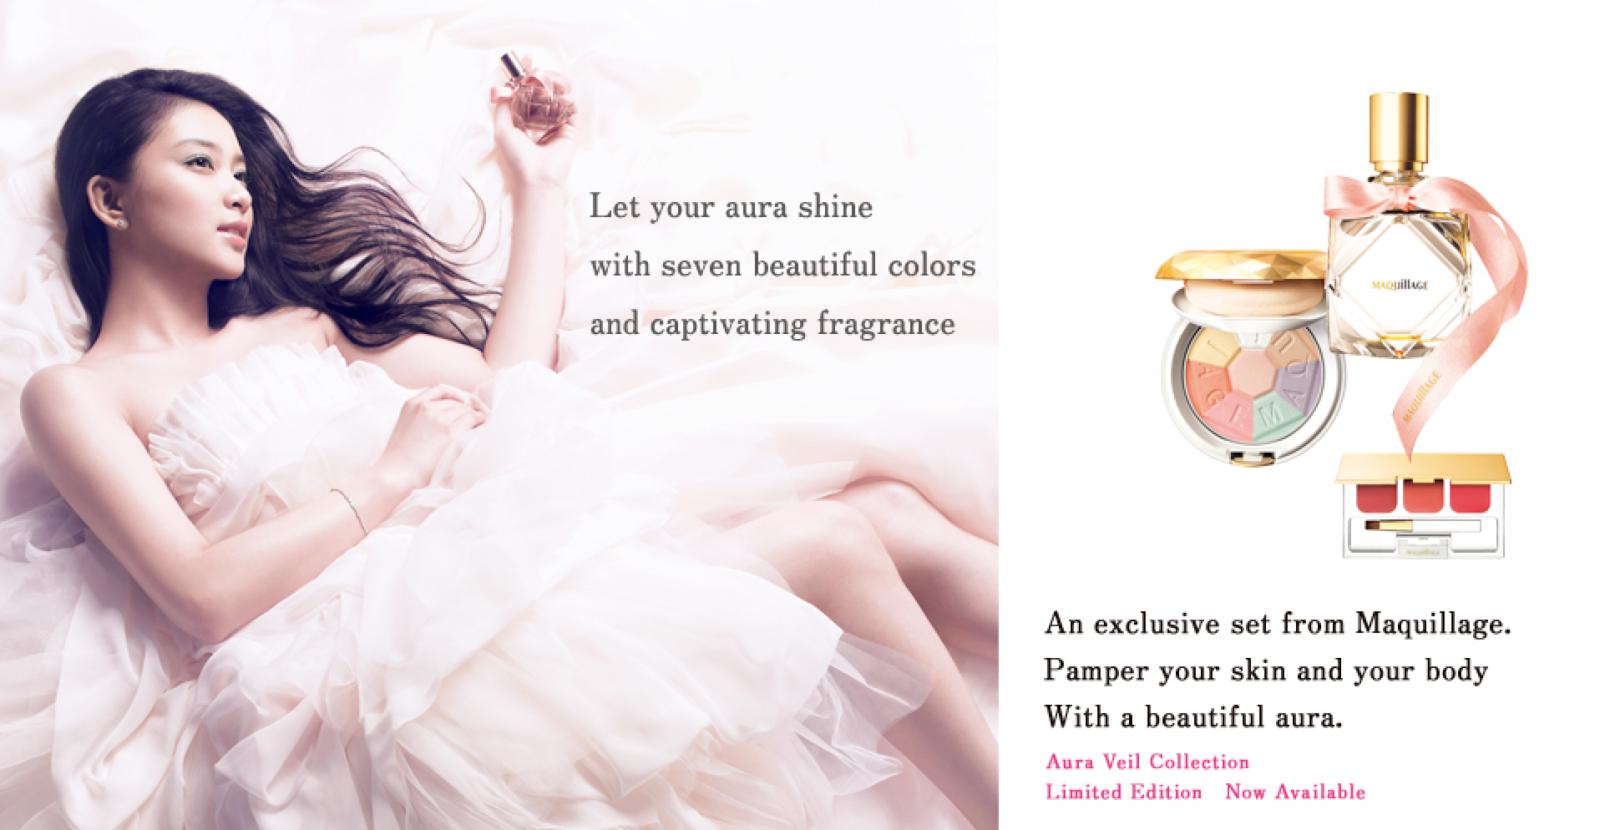 Let your aura shine
with seven beautiful colors
and captivating fragrance
MAQuillAGE
MAQuillAGE
MAQuillAGE
An exclusive set from Maquillage.
Pamper your skin and your body
With a beautiful aura.
Aura Veil Collection
Limited Edition Now Available